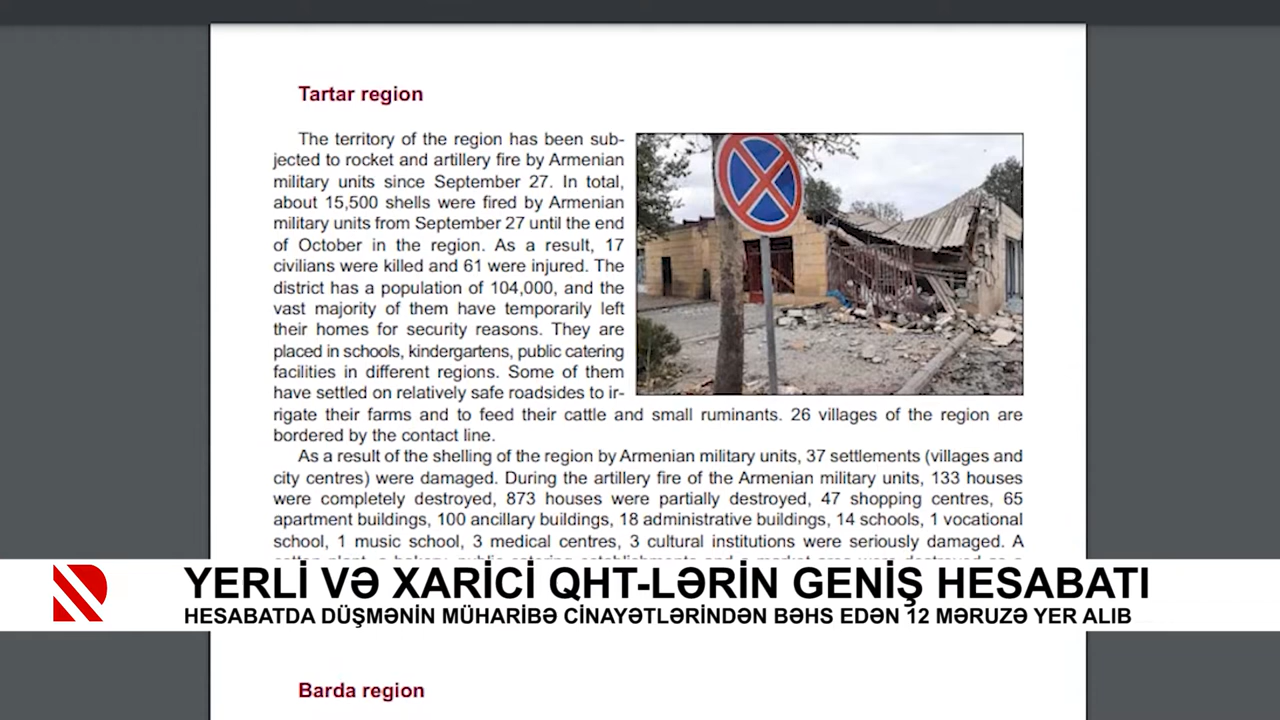 Tartar region
The territory of the region has been sub-
jected to rocket and artillery fire by Armenian
military units since September 27. In total,
about 15,500 shells were fired by Armenian
military units from September 27 until the end
of October in the region. As a result, 17
civilians were killed and 61 were injured. The
district has a population of 104,000, and the
vast majority of them have temporarily left
their homes for security reasons. They are
placed in schools, kindergartens, public catering
facilities in different regions. Some of them
have settled on relatively safe roadsides to ir-
rigate their farms and to feed their cattle and small ruminants. 26 villages of the region are
bordered by the contact line.
As a result of the shelling of the region by Armenian military units, 37 settlements (villages and
city centres) were damaged. During the artillery fire of the Armenian military units, 133 houses
were completely destroyed, 873 houses were partially destroyed, 47 shopping centres, 65
apartment buildings, 100 ancillary buildings, 18 administrative buildings, 14 schools, 1 vocational
school, 1 music school, 3 medical centres, 3 cultural institutions were seriously damaged. A
YERLİ VƏ XARİCİ QHT-LƏRİN GENİŞ HESABATI
HESABATDA DÜŞMƏNİN MÜHARİBƏ CİNAYƏTLƏRİNDƏN BƏHS EDƏN 12 MƏRUZƏ YER ALIB
Barda region